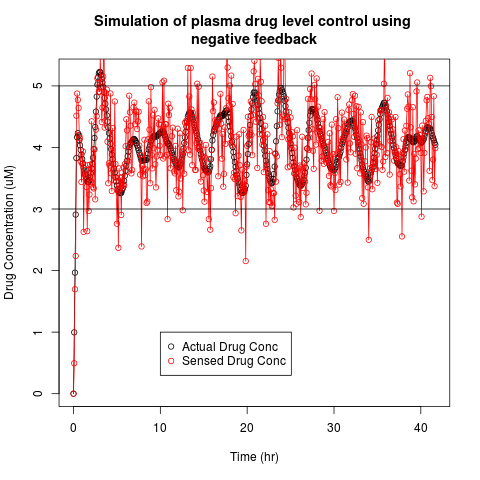 Simulation of plasma drug level control using
negative feedback
Drug Concentration (uM)
5
4
3
2
1
0
Actual Drug Conc
Sensed Drug Conc
0 10 20 30 40
Time (hr)